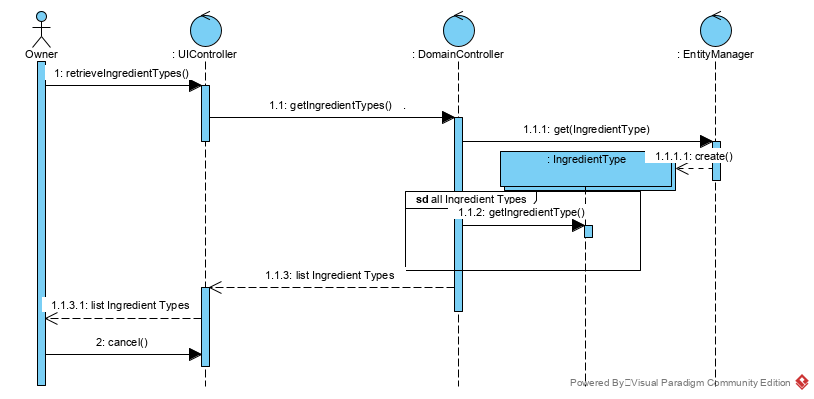 Owner
: UIController
: DomainController
: EntityManager
1: retrieveIngredientTypes()
1.1: getIngredientTypes() .
1.1.1: get(IngredientType)
1.1.1.1: create()
: IngredientType
sd all Ingredient Types
1.1.2: getIngredientType()
1.1.3: list Ingredient Types
1.1.3.1: list Ingredient Types
2: cancel()
Powered By Visual Paradigm Community Edition